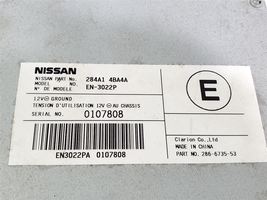 NISSAN
NISSAN PART No. 284A1 4BA4A
MODEL NO. EN-3022P
N° DE MODELE
12V⊖GROUND
TENSION D'UTILISATION 12V ⊖AU CHASSIS
SERIAL NO. 0107808
EN3022PA 0107808
E
Clarion Co.,Ltd
MADE IN CHINA
PART NO. 286-6735-53